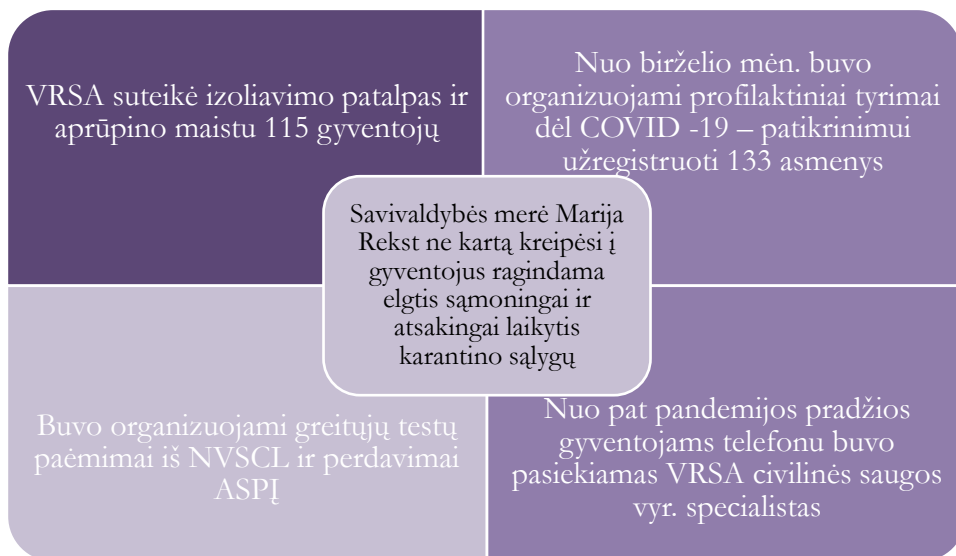 VRSA suteikė izoliavimo patalpas ir
aprūpino maistu 115 gyventojų
Nuo birželio mėn. buvo
organizuojami profilaktiniai tyrimai
dėl COVID -19 – patikrinimui
užregistruoti 133 asmenys
Savivaldybės merė Marija
Rekst ne kartą kreipėsi į
gyventojus ragindama
elgtis sąmoningai ir
atsakingai laikytis
karantino sąlygų
Buvo organizuojami greitųjų testų
paėmimai iš NVSCL ir perdavimai
ASPĮ
Nuo pat pandemijos pradžios
gyventojams telefonu buvo
pasiekiamas VRSA civilinės saugos
vyr. specialistas